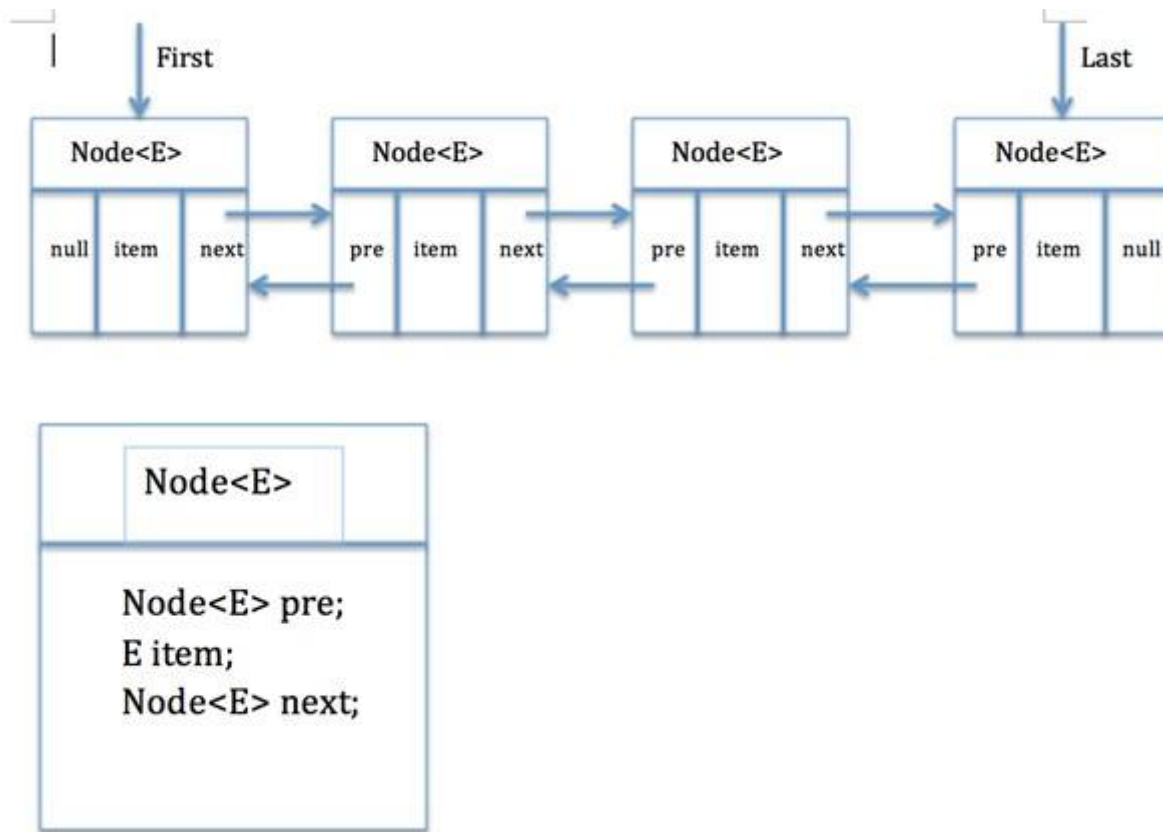 First
Last
Node<E>
Node<E>
Node<E>
Node<E>
null item next
pre item next
pre item next
pre item null
Node<E>
Node<E> pre;
E item;
Node<E> next;